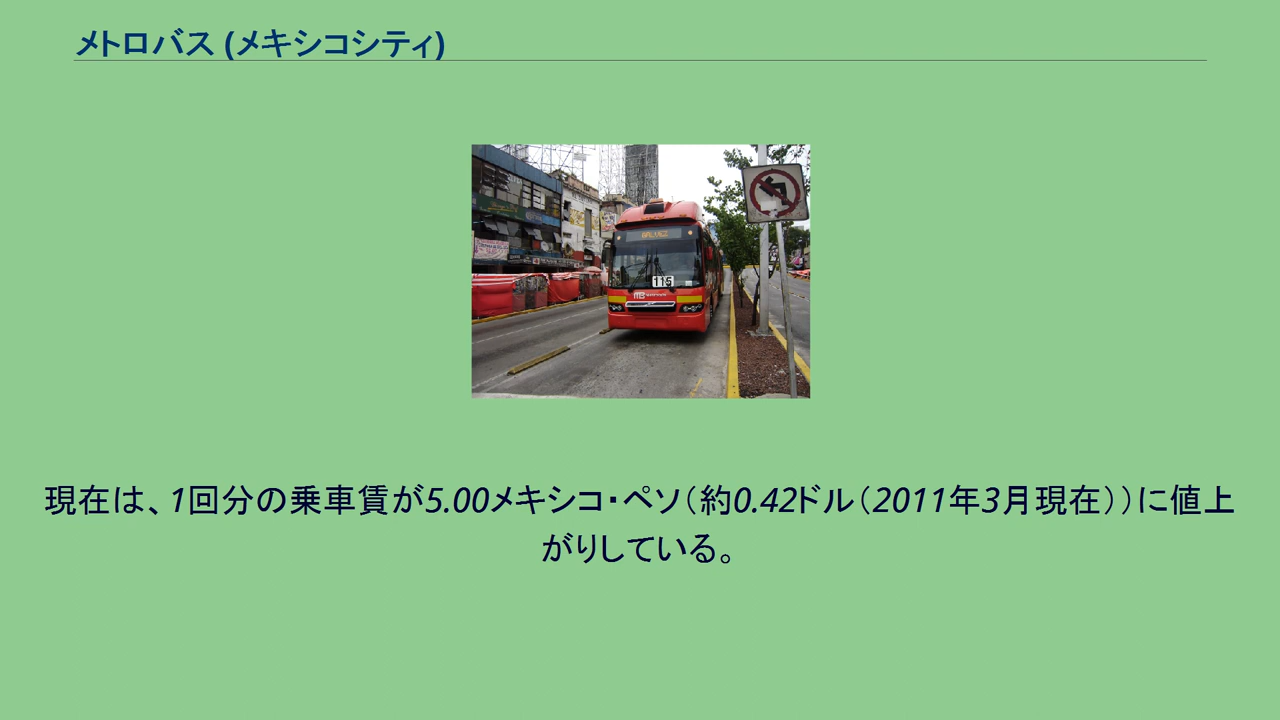 メトロバス (メキシコシティ)
115
現在は、1回分の乗車賃が5.00メキシコ・ペソ(約0.42ドル(2011年3月現在))に値上
がりしている。